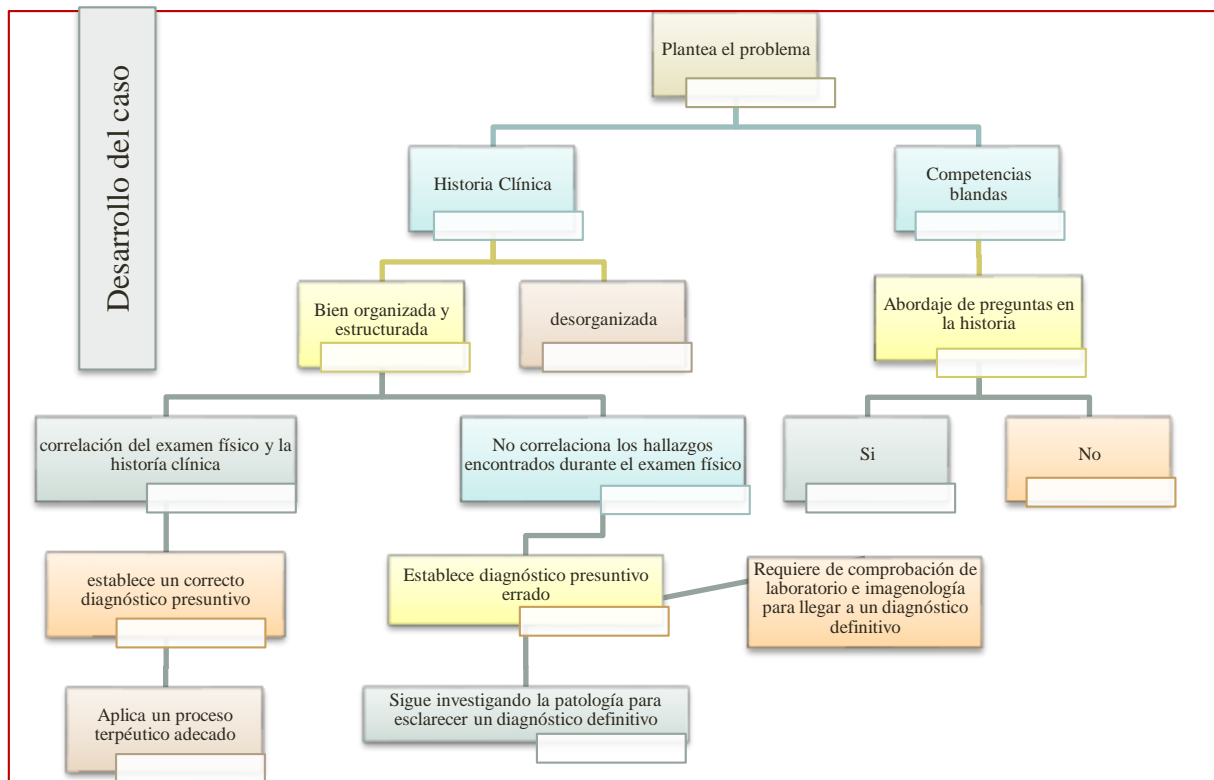 Desarrollo del caso
Plantea el problema
Historia Clínica
Competencias
blandas
Bien organizada y
estructurada
desorganizada
Abordaje de preguntas en
la historia
correlación del examen físico y la
historía clínica
No correlaciona los hallazgos
encontrados durante el examen físico
Si
No
establece un correcto
diagnóstico presuntivo
Establece diagnóstico presuntivo
errado
Requiere de comprobación de
laboratorio e imagenología
para llegar a un diagnóstico
definitivo
Aplica un proceso
terpéutico adecado
Sigue investigando la patología para
esclarecer un diagnóstico definitivo